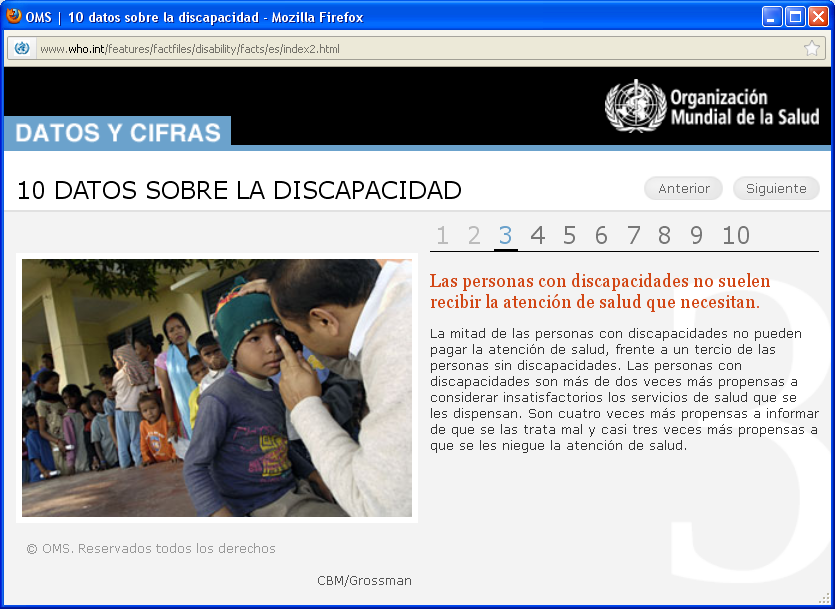 OMS | 10 datos sobre la discapacidad - Mozilla Firefox
www.who.int/features/factfiles/disability/facts/es/index2.html
Organización
Mundial de la Salud
DATOS Y CIFRAS
10 DATOS SOBRE LA DISCAPACIDAD
Anterior
Siguiente
1 2 3 4 5 6 7 8 9 10
Las personas con discapacidades no suelen
recibir la atención de salud que necesitan.
La mitad de las personas con discapacidades no pueden
pagar la atención de salud, frente a un tercio de las
personas sin discapacidades. Las personas con
discapacidades son más de dos veces más propensas a
considerar insatisfactorios los servicios de salud que se
les dispensan. Son cuatro veces más propensas a informar
de que se las trata mal y casi tres veces más propensas a
que se les niegue la atención de salud.
3
© OMS. Reservados todos los derechos
CBM/Grossman